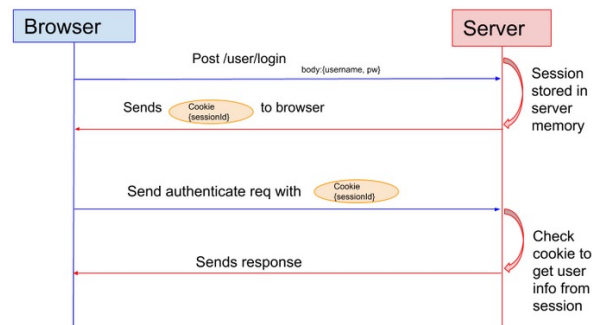 Browser
Server
Post /user/login
body:{username, pw}
Session
stored in
server
memory
Sends
Cookie
{sessionId}
to browser
Send authenticate req with
Cookie
{sessionId}
Check
cookie to
get user
info from
session
Sends response